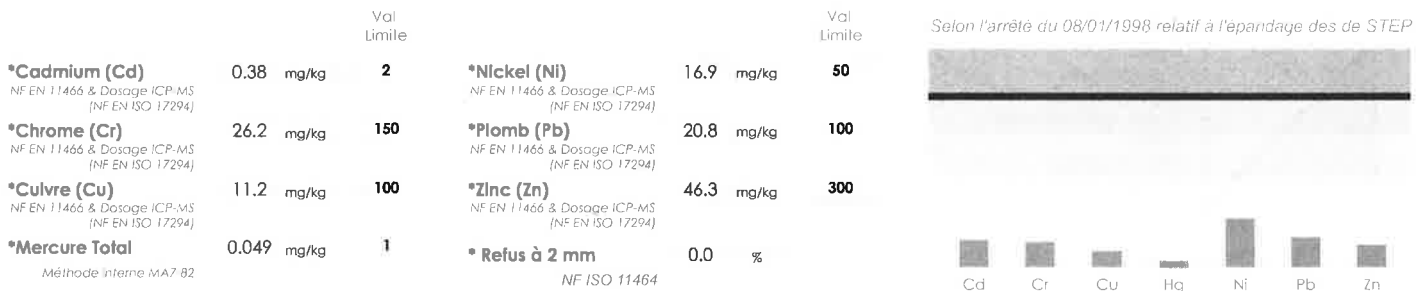 Val
Limite
*Cadmium (Cd) 0.38 mg/kg 2
NF EN 11466 & Dosage ICP-MS
(NF EN ISO 17294)
*Chrome (Cr) 26.2 mg/kg 150
NF EN 11466 & Dosage ICP-MS
(NF EN ISO 17294)
*Cuivre (Cu) 11.2 mg/kg 100
NF EN 11466 & Dosage ICP-MS
(NF EN ISO 17294)
*Mercure Total 0.049 mg/kg 1
Méthode interne MA7-82
Val
Limite
*Nickel (Ni) 16.9 mg/kg 50
NF EN 11466 & Dosage ICP-MS
(NF EN ISO 17294)
*Plomb (Pb) 20.8 mg/kg 100
NF EN 11466 & Dosage ICP-MS
(NF EN ISO 17294)
*Zinc (Zn) 46.3 mg/kg 300
NF EN 11466 & Dosage ICP-MS
(NF EN ISO 17294)
* Refus à 2 mm 0.0 %
NF ISO 11464
Selon l'arrêté du 08/01/1998 relatif à l'épandage des de STEP
Cd Cr Cu Hg Ni Pb Zn